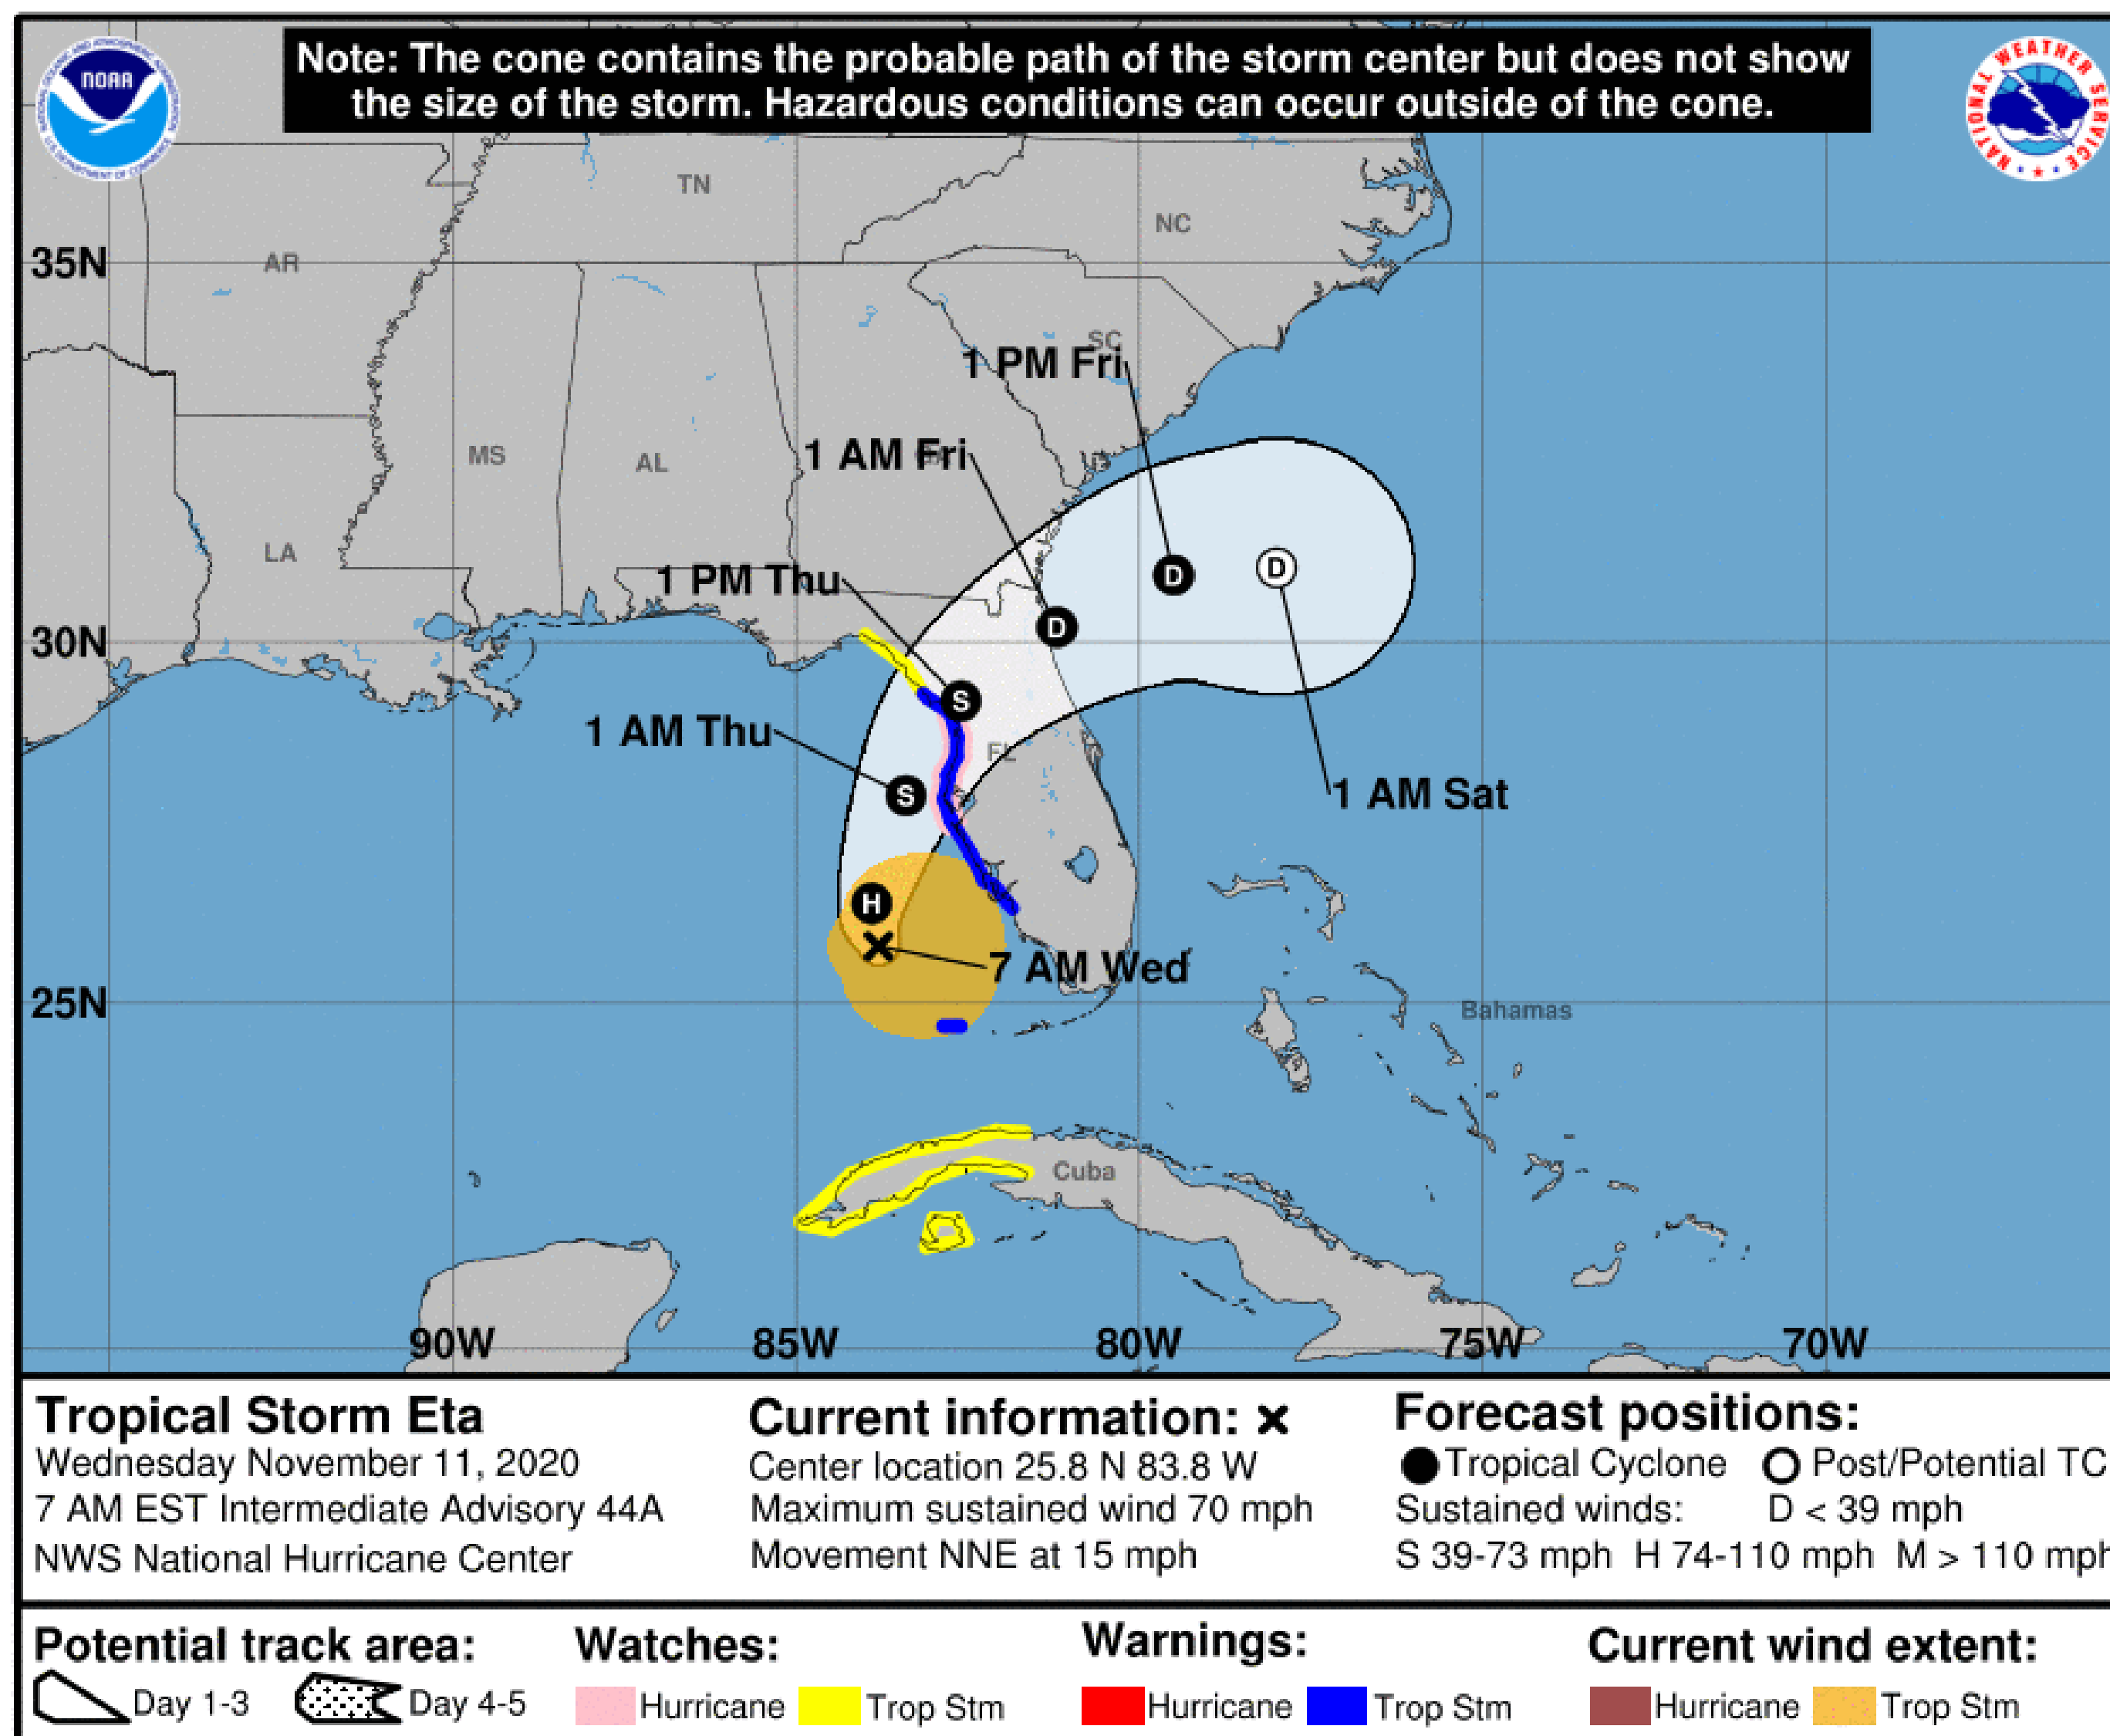 Note: The cone contains the probable path of the storm center but does not show
the size of the storm. Hazardous conditions can occur outside of the cone.
NOAA
NATIONAL WEATHER SERVICE
TN
NC
35N
AR
SC
1 PM Fri
MS
AL
1 AM Fri
LA
1 PM Thu
D
D
30N
D
S
1 AM Thu
FL
S
1 AM Sat
H
7 AM Wed
25N
Bahamas
Cuba
90W
85W
80W
75W
70W
Tropical Storm Eta
Wednesday November 11, 2020
7 AM EST Intermediate Advisory 44A
NWS National Hurricane Center
Current information: x
Center location 25.8 N 83.8 W
Maximum sustained wind 70 mph
Movement NNE at 15 mph
Forecast positions:
Tropical Cyclone Post/Potential TC
Sustained winds: D < 39 mph
S 39-73 mph H 74-110 mph M > 110 mph
Potential track area:
Day 1-3 Day 4-5
Watches:
Hurricane Trop Stm
Warnings:
Hurricane Trop Stm
Current wind extent:
Hurricane Trop Stm